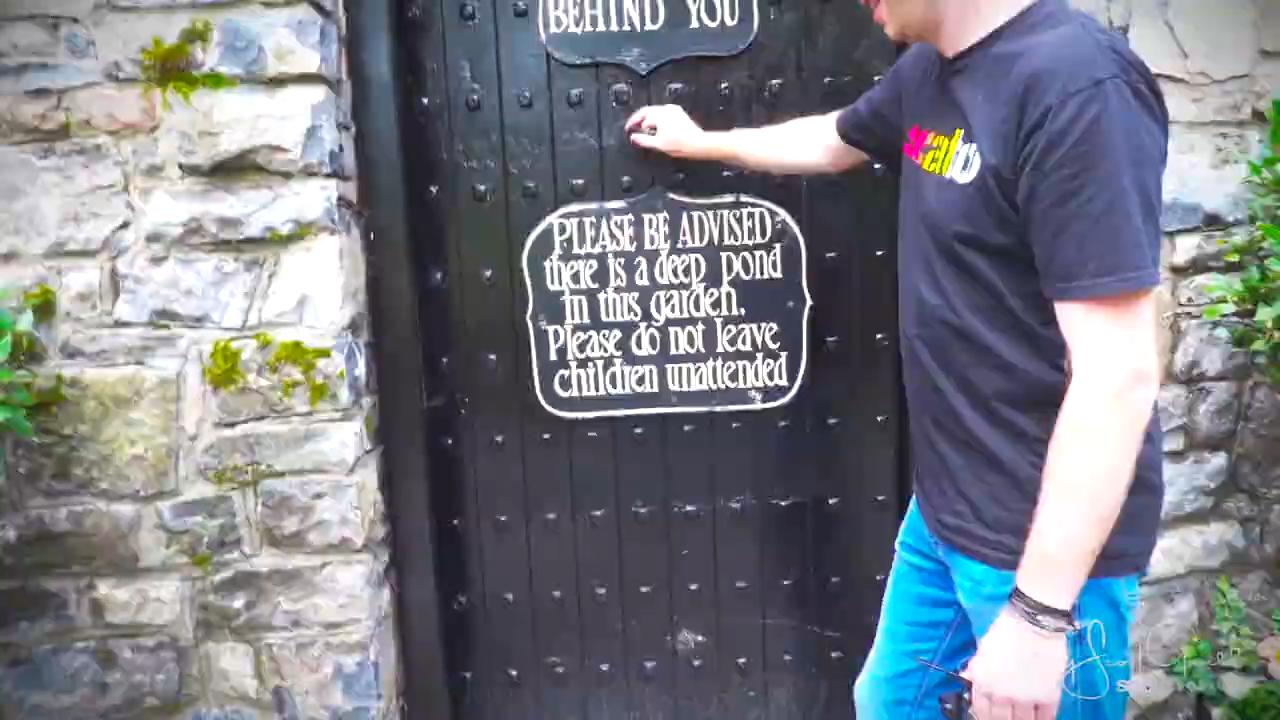 BEHIND YOU
PLEASE BE ADVISED
there is a deep pond
in this garden.
Please do not leave
children unattended